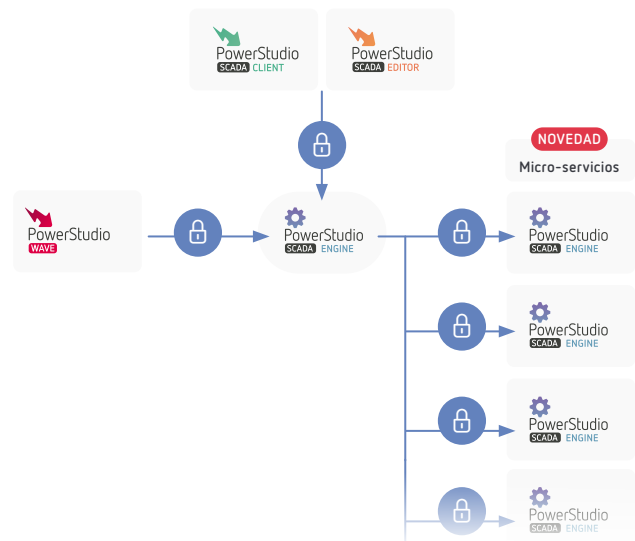 PowerStudio
SCADA CLIENT
PowerStudio
SCADA EDITOR
NOVEDAD
Micro-servicios
PowerStudio
WAVE
PowerStudio
SCADA ENGINE
PowerStudio
SCADA ENGINE
PowerStudio
SCADA ENGINE
PowerStudio
SCADA ENGINE
PowerStudio
SCADA ENGINE